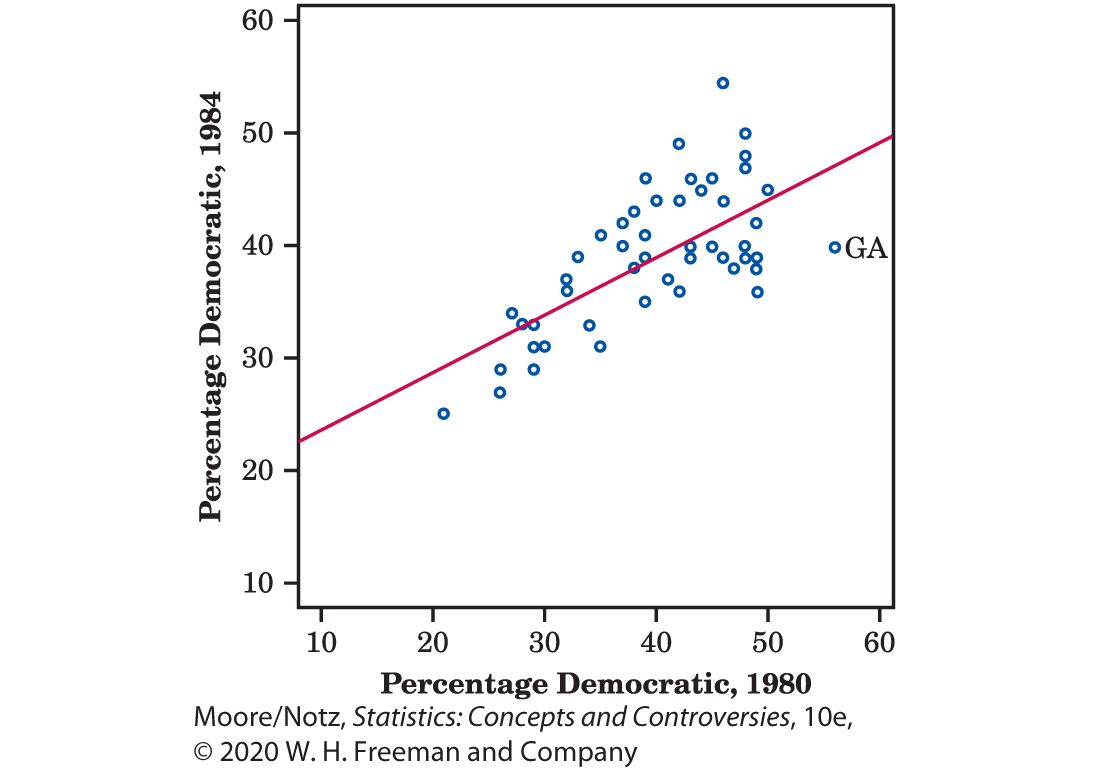 60
50
40
30
20
10
Percentage Democratic, 1984
GA
10 20 30 40 50 60
Percentage Democratic, 1980
Moore/Notz, Statistics: Concepts and Controversies, 10e,
© 2020 W. H. Freeman and Company